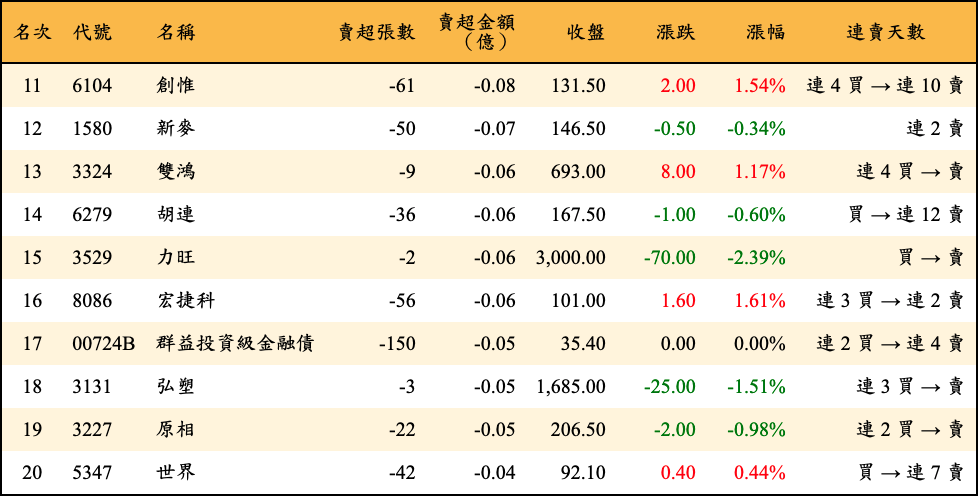 名次 代號 名稱 賣超張數 賣超金額（億） 收盤 漲跌 漲幅 連賣天數
11 6104 創惟 -61 -0.08 131.50 2.00 1.54% 連 4 買 → 連 10 賣
12 1580 新麥 -50 -0.07 146.50 -0.50 -0.34% 連 2 賣
13 3324 雙鴻 -9 -0.06 693.00 8.00 1.17% 連 4 買 → 賣
14 6279 胡連 -36 -0.06 167.50 -1.00 -0.60% 買 → 連 12 賣
15 3529 力旺 -2 -0.06 3,000.00 -70.00 -2.39% 買 → 賣
16 8086 宏捷科 -56 -0.06 101.00 1.60 1.61% 連 3 買 → 連 2 賣
17 00724B 群益投資級金融債 -150 -0.05 35.40 0.00 0.00% 連 2 買 → 連 4 賣
18 3131 弘塑 -3 -0.05 1,685.00 -25.00 -1.51% 連 3 買 → 賣
19 3227 原相 -22 -0.05 206.50 -2.00 -0.98% 連 2 買 → 賣
20 5347 世界 -42 -0.04 92.10 0.40 0.44% 買 → 連 7 賣